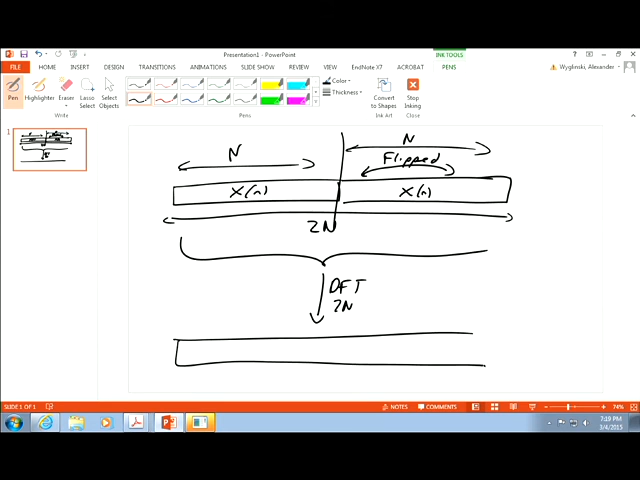 Presentation1 - PowerPoint
INK TOOLS
FILE HOME INSERT DESIGN TRANSITIONS ANIMATIONS SLIDE SHOW REVIEW VIEW EndNote X7 ACROBAT PENS
Wyglinski, Alexander
Pen Highlighter Eraser Lasso Select Select Objects
Color
Thickness
Convert to Shapes
Stop Inking
Write Pens Ink Art Close
1
N N
Flipped
X(n) X(n)
2N
DFT
2N
SLIDE 1 OF 1 NOTES COMMENTS 74%
7:19 PM
3/4/2015